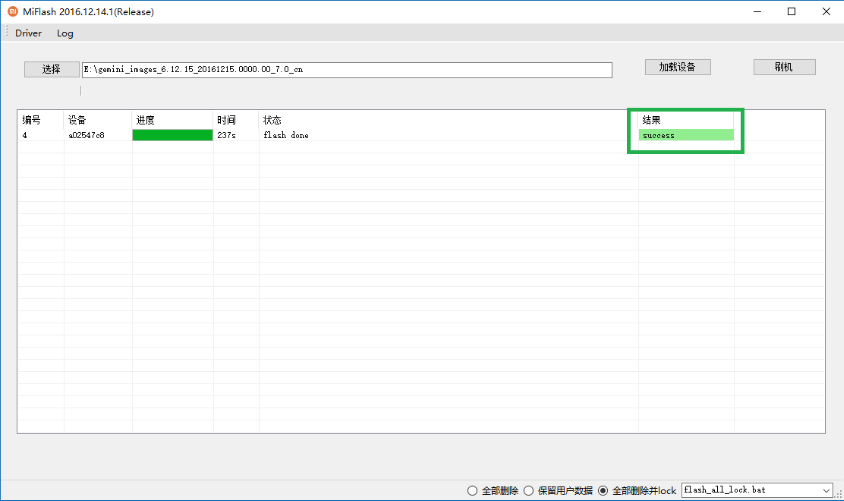 MiFlash 2016.12.14.1(Release)
Driver Log
选择 E:\gemini_images_6.12.15_20161215.0000.00_7.0_cn 加载设备 刷机
编号 设备 进度 时间 状态 结果
4 a02547c8 237s flash done success
全部删除 保留用户数据 全部删除并lock flash_all_lock.bat